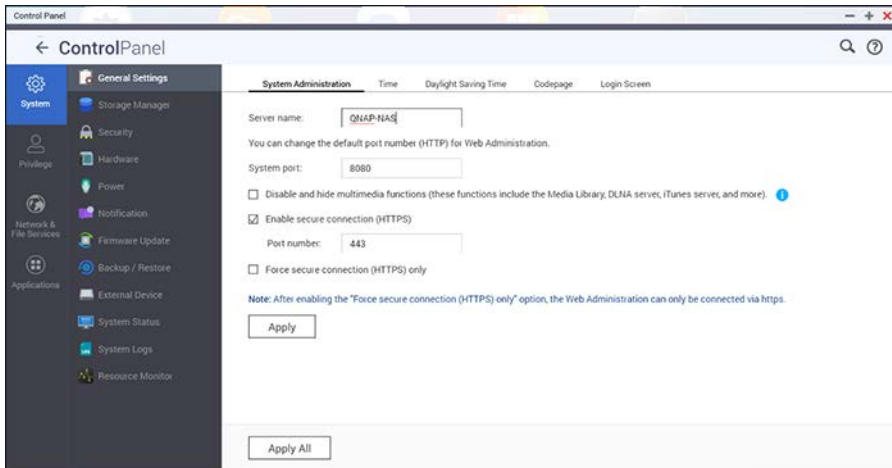 Control Panel
ControlPanel
System
Privilege
Network &
File Services
Applications
General Settings
Storage Manager
Security
Hardware
Power
Notification
Firmware Update
Backup / Restore
External Device
System Status
System Logs
Resource Monitor
System Administration Time Daylight Saving Time Codepage Login Screen
Server name: QNAP-NAS
You can change the default port number (HTTP) for Web Administration.
System port: 8080
Disable and hide multimedia functions (these functions include the Media Library, DLNA server, iTunes server, and more).
Enable secure connection (HTTPS)
Port number: 443
Force secure connection (HTTPS) only
Note: After enabling the "Force secure connection (HTTPS) only" option, the Web Administration can only be connected via https.
Apply
Apply All